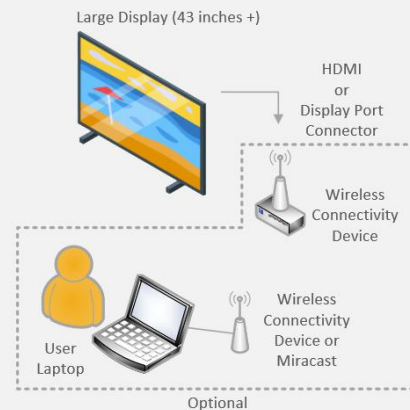 Large Display (43 inches +)
HDMI
or
Display Port
Connector
Wireless
Connectivity
Device
User
Laptop
Wireless
Connectivity
Device or
Miracast
Optional